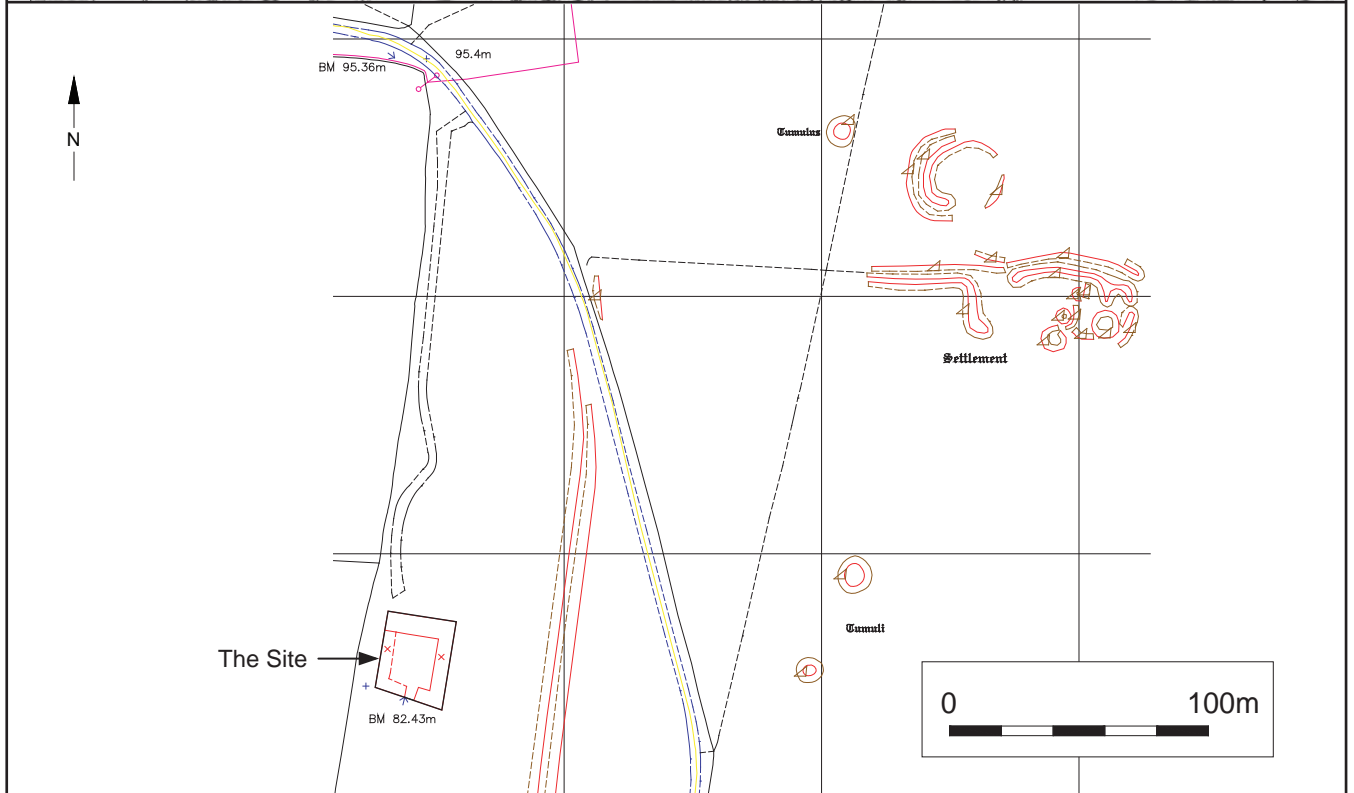 95.4m
BM 95.36m
N
Tumulus
Settlement
Tumuli
The Site
BM 82.43m
0 100m